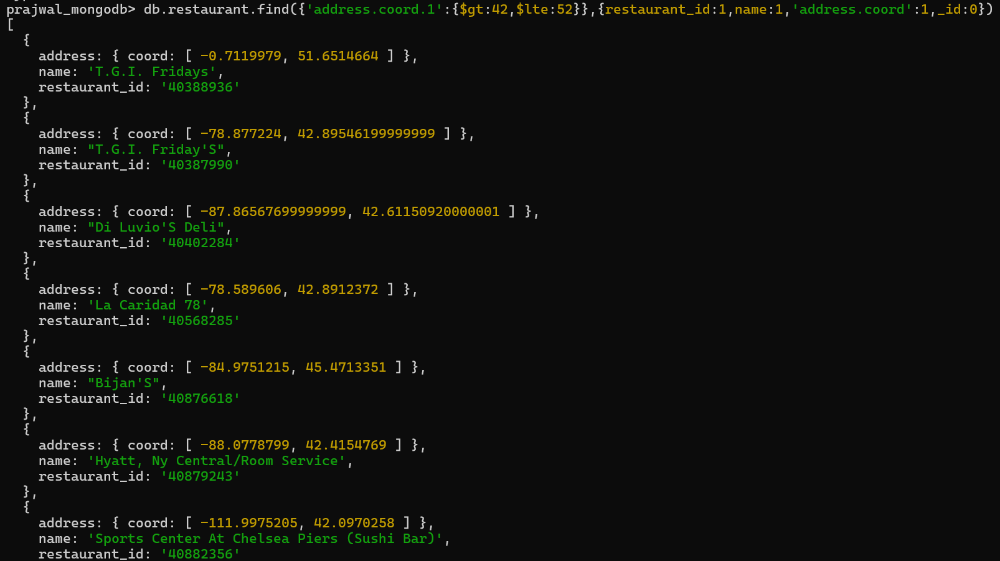 prajwal_mongodb> db.restaurant.find({'address.coord.1':{$gt:42,$lte:52}},{restaurant_id:1,name:1,'address.coord':1,_id:0})
[
  {
    address: { coord: [ -0.7119979, 51.6514664 ] },
    name: 'T.G.I. Fridays',
    restaurant_id: '40388936'
  },
  {
    address: { coord: [ -78.877224, 42.89546199999999 ] },
    name: "T.G.I. Friday'S",
    restaurant_id: '40387990'
  },
  {
    address: { coord: [ -87.86567699999999, 42.61150920000001 ] },
    name: "Di Luvio'S Deli",
    restaurant_id: '40402284'
  },
  {
    address: { coord: [ -78.589606, 42.8912372 ] },
    name: 'La Caridad 78',
    restaurant_id: '40568285'
  },
  {
    address: { coord: [ -84.9751215, 45.4713351 ] },
    name: "Bijan'S",
    restaurant_id: '40876618'
  },
  {
    address: { coord: [ -88.0778799, 42.4154769 ] },
    name: 'Hyatt, Ny Central/Room Service',
    restaurant_id: '40879243'
  },
  {
    address: { coord: [ -111.9975205, 42.0970258 ] },
    name: 'Sports Center At Chelsea Piers (Sushi Bar)',
    restaurant_id: '40882356'